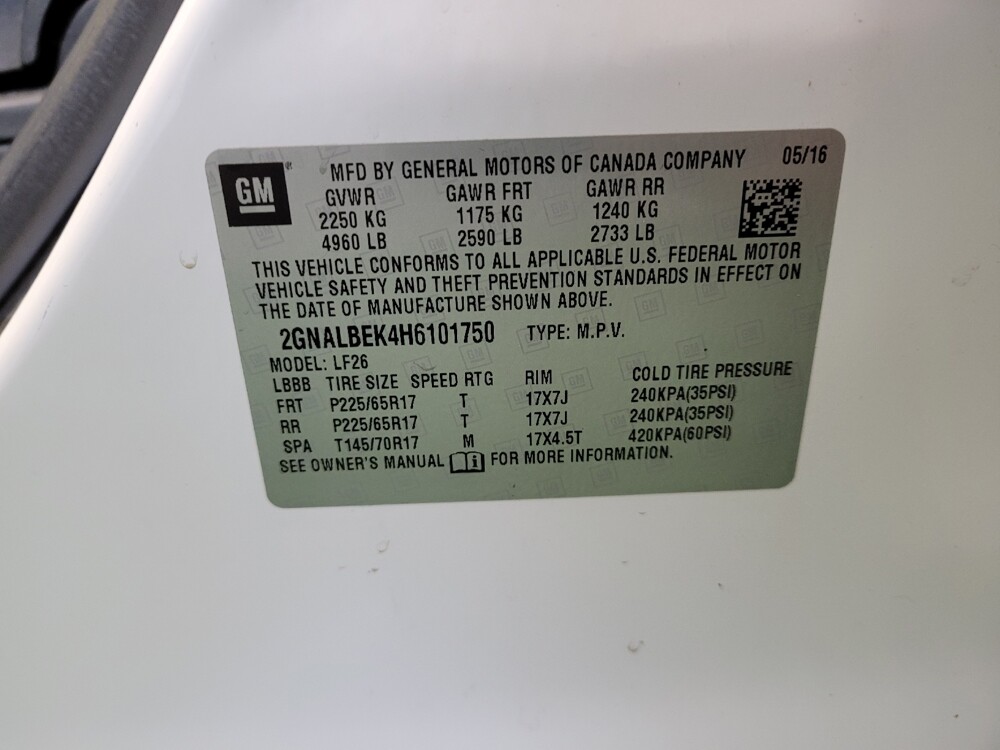 GM
MFD BY GENERAL MOTORS OF CANADA COMPANY 05/16
GVWR GAWR FRT GAWR RR
2250 KG 1175 KG 1240 KG
4960 LB 2590 LB 2733 LB
THIS VEHICLE CONFORMS TO ALL APPLICABLE U.S. FEDERAL MOTOR
VEHICLE SAFETY AND THEFT PREVENTION STANDARDS IN EFFECT ON
THE DATE OF MANUFACTURE SHOWN ABOVE.
2GNALBEK4H6101750 TYPE: M.P.V.
MODEL: LF26
LBBB TIRE SIZE SPEED RTG RIM COLD TIRE PRESSURE
FRT P225/65R17 T 17X7J 240KPA(35PSI)
RR P225/65R17 T 17X7J 240KPA(35PSI)
SPA T145/70R17 M 17X4.5T 420KPA(60PSI)
SEE OWNER'S MANUAL FOR MORE INFORMATION.